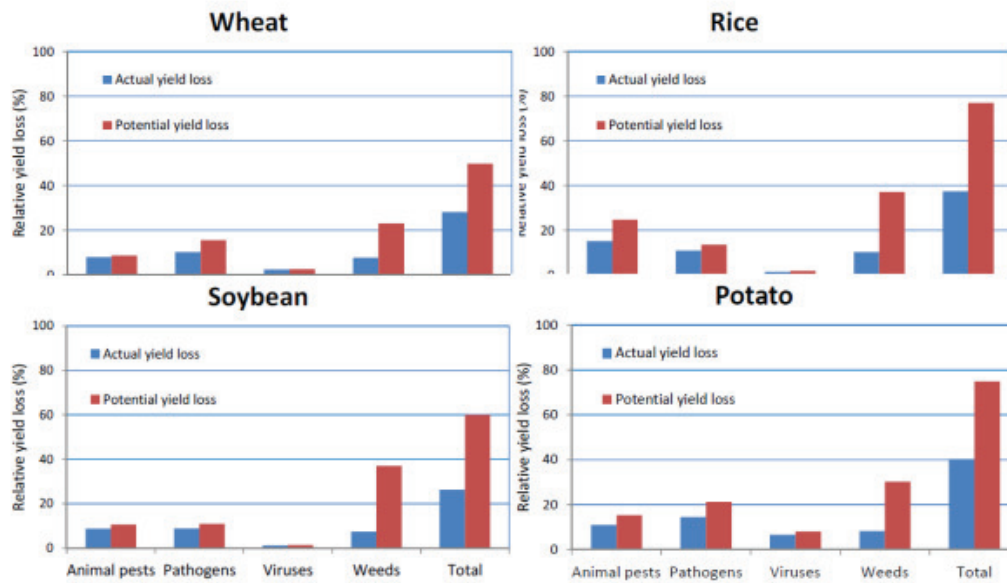 Wheat
Rice
100
80
60
40
20
0
Relative yield loss (%)
Actual yield loss
Potential yield loss
100
80
60
40
20
0
Relative yield loss (%)
Actual yield loss
Potential yield loss
Soybean
Potato
100
80
60
40
20
0
Relative yield loss (%)
Actual yield loss
Potential yield loss
Animal pests Pathogens Viruses Weeds Total
100
80
60
40
20
0
Relative yield loss (%)
Actual yield loss
Potential yield loss
Animal pests Pathogens Viruses Weeds Total